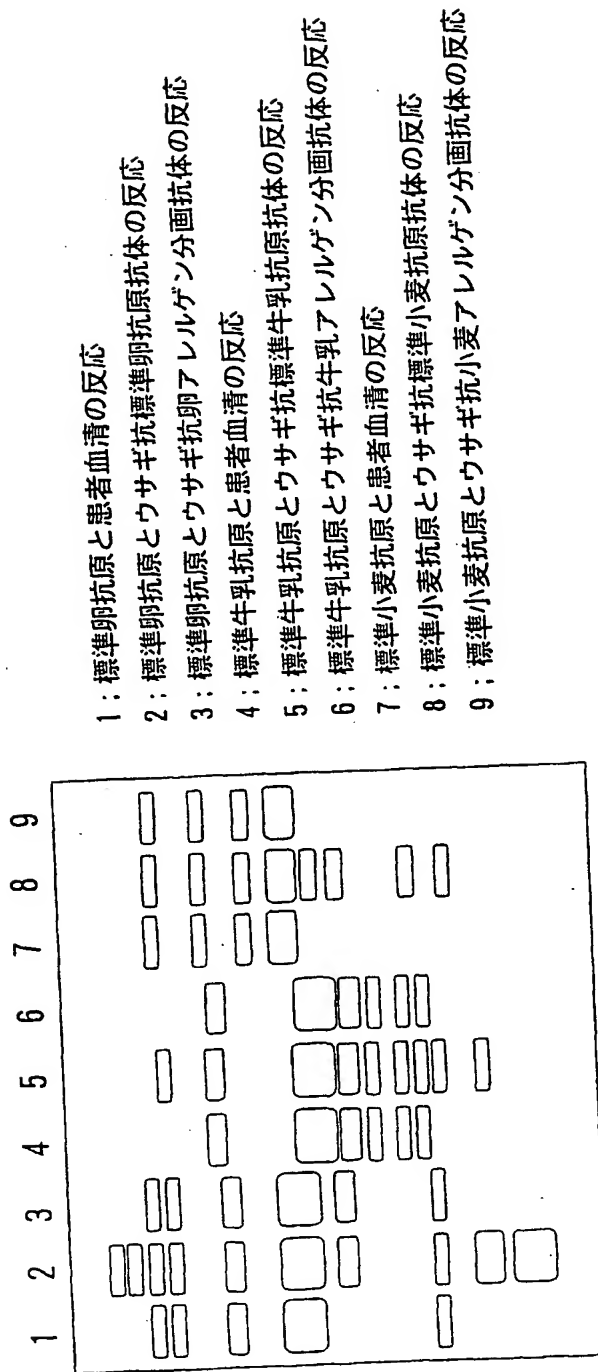 1 2 3 4 5 6 7 8 9
1；標準卵抗原と患者血清の反応
2；標準卵抗原とウサギ抗標準卵抗原抗体の反応
3；標準卵抗原とウサギ抗卵アレルゲン分画抗体の反応
4；標準牛乳抗原と患者血清の反応
5；標準牛乳抗原とウサギ抗標準牛乳抗原抗体の反応
6；標準牛乳抗原とウサギ抗牛乳アレルゲン分画抗体の反応
7；標準小麦抗原と患者血清の反応
8；標準小麦抗原とウサギ抗標準小麦抗原抗体の反応
9；標準小麦抗原とウサギ抗小麦アレルゲン分画抗体の反応